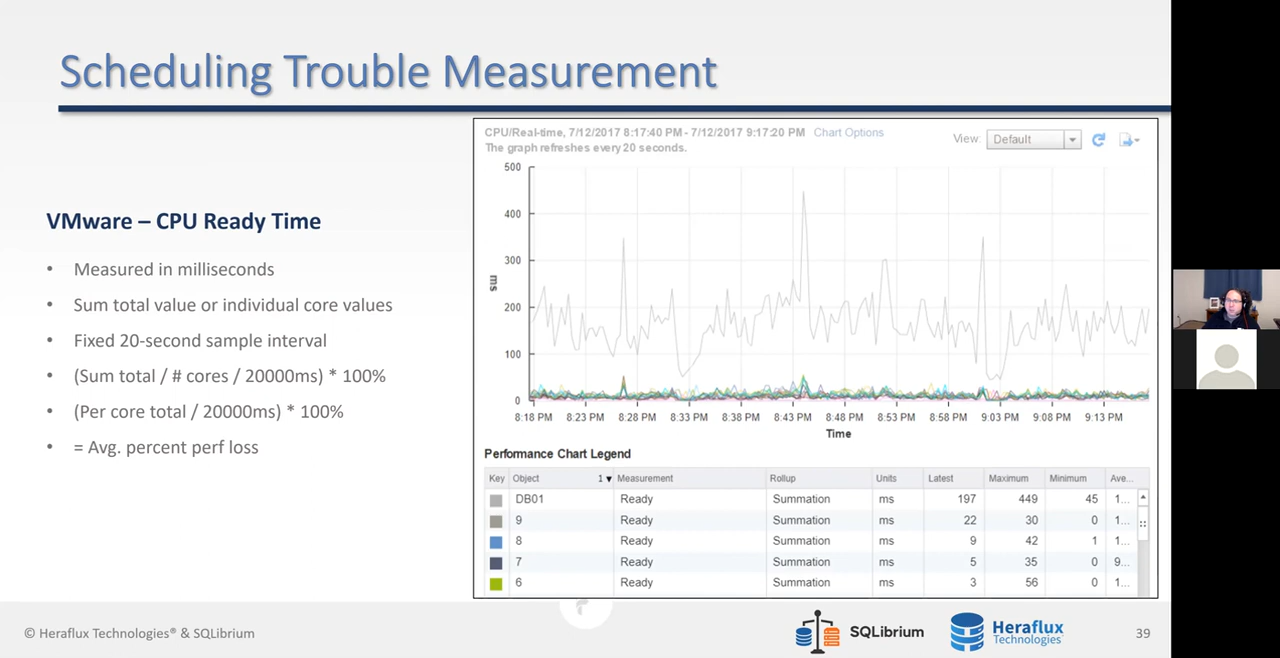 Scheduling Trouble Measurement
VMware – CPU Ready Time
• Measured in milliseconds
• Sum total value or individual core values
• Fixed 20-second sample interval
• (Sum total / # cores / 20000ms) * 100%
• (Per core total / 20000ms) * 100%
• = Avg. percent perf loss
CPU/Real-time, 7/12/2017 8:17:40 PM - 7/12/2017 9:17:20 PM Chart Options
The graph refreshes every 20 seconds.
View: Default
500
400
300
200
100
0
ms
8:18 PM 8:23 PM 8:28 PM 8:33 PM 8:38 PM 8:43 PM 8:48 PM 8:53 PM 8:58 PM 9:03 PM 9:08 PM 9:13 PM
Time
Performance Chart Legend
Key Object 1 Measurement Rollup Units Latest Maximum Minimum Ave...
DB01 Ready Summation ms 197 449 45 1...
9 Ready Summation ms 22 30 0 1...
8 Ready Summation ms 9 42 1 1...
7 Ready Summation ms 5 35 0 9...
6 Ready Summation ms 3 56 0 1...
© Heraflux Technologies® & SQLibrium
SQLibrium
Heraflux
Technologies
39